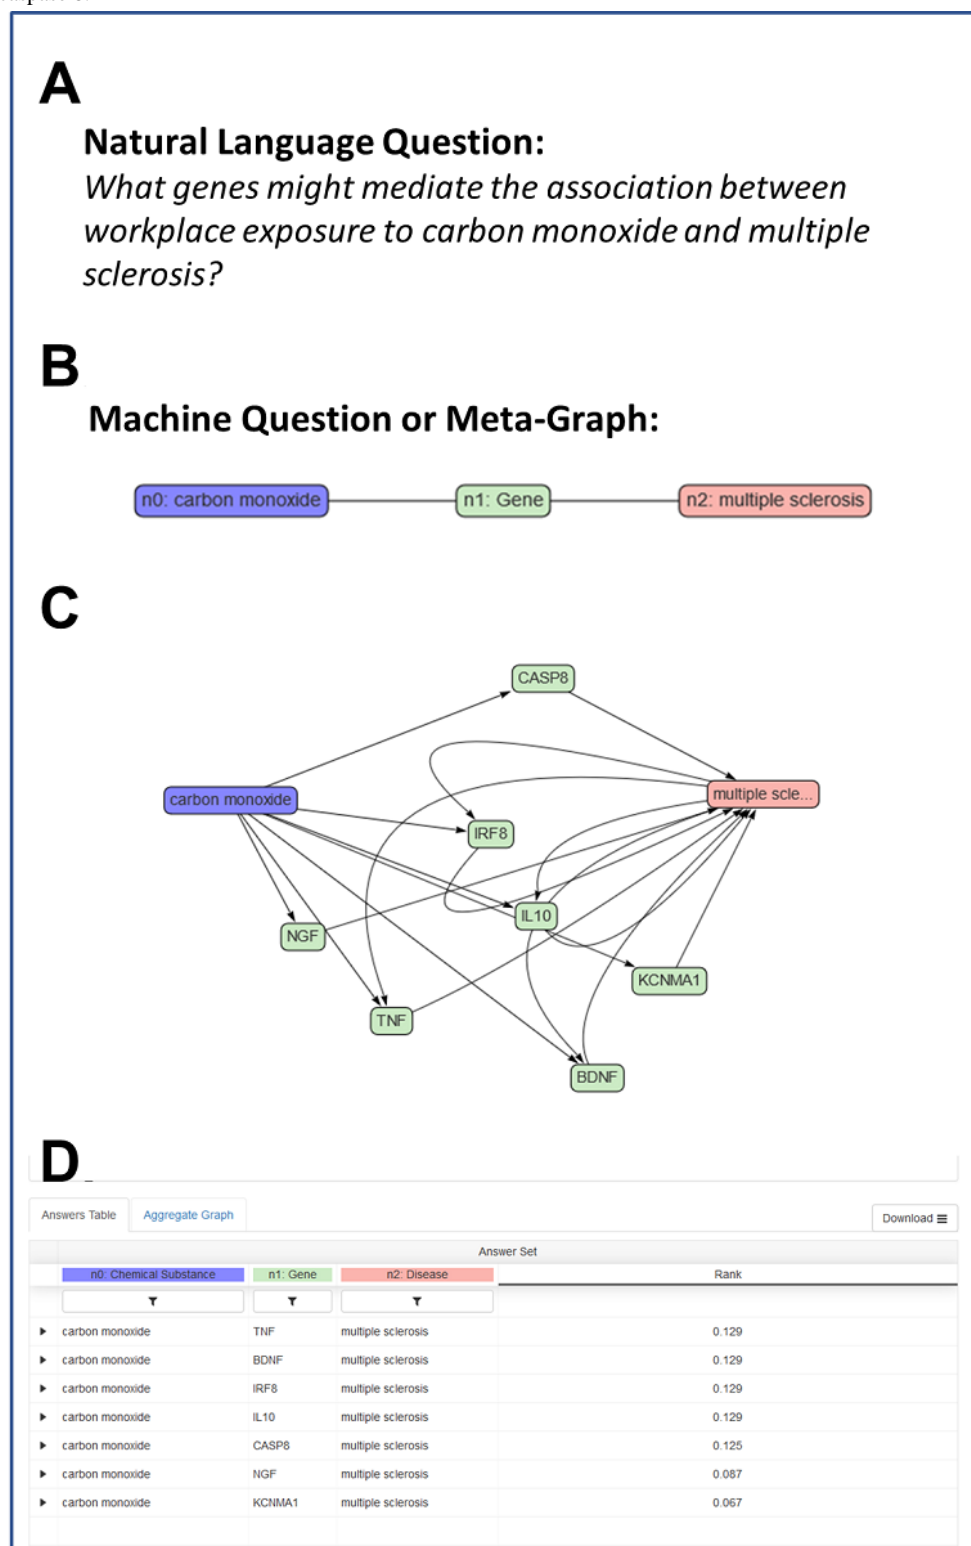 A
Natural Language Question:
What genes might mediate the association between
workplace exposure to carbon monoxide and multiple
sclerosis?
B
Machine Question or Meta-Graph:
n0: carbon monoxide n1: Gene n2: multiple sclerosis
C
CASP8
carbon monoxide multiple scle...
IRF8
IL10
NGF
KCNMA1
TNF
BDNF
D
Answers Table Aggregate Graph Download
Answer Set
n0: Chemical Substance n1: Gene n2: Disease Rank
carbon monoxide TNF multiple sclerosis 0.129
carbon monoxide BDNF multiple sclerosis 0.129
carbon monoxide IRF8 multiple sclerosis 0.129
carbon monoxide IL10 multiple sclerosis 0.129
carbon monoxide CASP8 multiple sclerosis 0.125
carbon monoxide NGF multiple sclerosis 0.087
carbon monoxide KCNMA1 multiple sclerosis 0.067